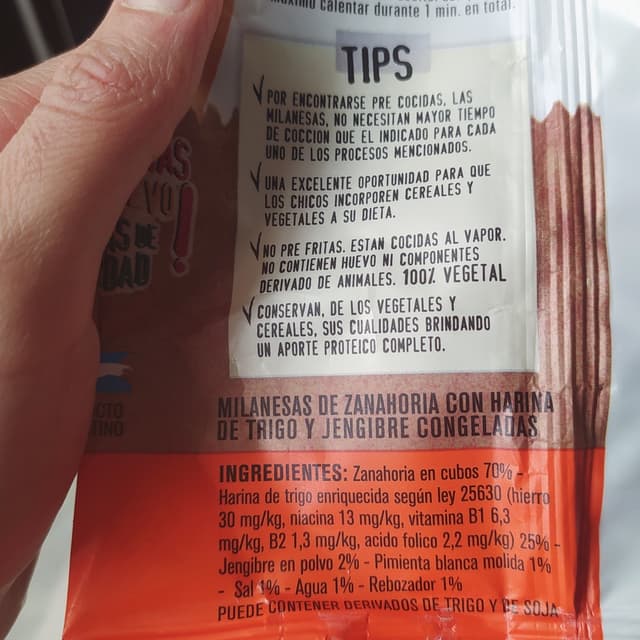 CALENTAR DURANTE 1 MIN. EN TOTAL.
TIPS
✓ POR ENCONTRARSE PRE COCIDAS, LAS
MILANESAS, NO NECESITAN MAYOR TIEMPO
DE COCCION QUE EL INDICADO PARA CADA
UNO DE LOS PROCESOS MENCIONADOS.
✓ UNA EXCELENTE OPORTUNIDAD PARA QUE
LOS CHICOS INCORPOREN CEREALES Y
VEGETALES A SU DIETA.
✓ NO PRE FRITAS. ESTAN COCIDAS AL VAPOR.
NO CONTIENEN HUEVO NI COMPONENTES
DERIVADO DE ANIMALES. 100% VEGETAL
✓ CONSERVAN, DE LOS VEGETALES Y
CEREALES, SUS CUALIDADES BRINDANDO
UN APORTE PROTEICO COMPLETO.
MILANESAS DE ZANAHORIA CON HARINA
DE TRIGO Y JENGIBRE CONGELADAS
INGREDIENTES: Zanahoria en cubos 70% -
Harina de trigo enriquecida según ley 25630 (hierro
30 mg/kg, niacina 13 mg/kg, vitamina B1 6,3
mg/kg, B2 1,3 mg/kg, acido folico 2,2 mg/kg) 25% -
Jengibre en polvo 2% - Pimienta blanca molida 1%
- Sal 1% - Agua 1% - Rebozador 1%
PUEDE CONTENER DERIVADOS DE TRIGO Y DE SOJA